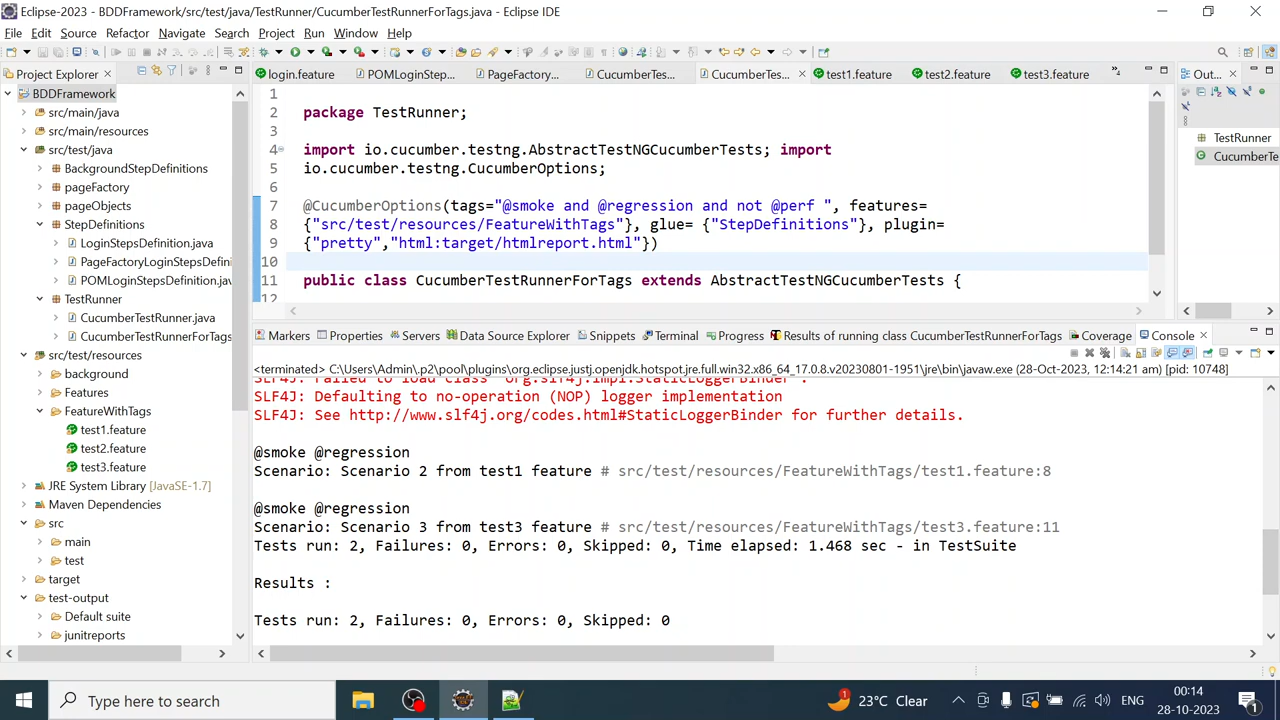 Eclipse-2023 - BDDFramework/src/test/java/TestRunner/CucumberTestRunnerForTags.java - Eclipse IDE
File Edit Source Refactor Navigate Search Project Run Window Help
Project Explorer
login.feature POMLoginStep... PageFactory... CucumberTes... CucumberTes... test1.feature test2.feature test3.feature Out...
BDDFramework
src/main/java
src/main/resources
src/test/java
BackgroundStepDefinitions
pageFactory
pageObjects
StepDefinitions
LoginStepsDefinition.java
PageFactoryLoginStepsDefini
POMLoginStepsDefinition.jav
TestRunner
CucumberTestRunner.java
CucumberTestRunnerForTags
src/test/resources
background
Features
FeatureWithTags
test1.feature
test2.feature
test3.feature
JRE System Library [JavaSE-1.7]
Maven Dependencies
src
main
test
target
test-output
Default suite
junitreports
1
2 package TestRunner;
3
4 import io.cucumber.testng.AbstractTestNGCucumberTests; import
5 io.cucumber.testng.CucumberOptions;
6
7 @CucumberOptions(tags="@smoke and @regression and not @perf ", features=
8 {"src/test/resources/FeatureWithTags"}, glue= {"StepDefinitions"}, plugin=
9 {"pretty","html:target/htmlreport.html"})
10
11 public class CucumberTestRunnerForTags extends AbstractTestNGCucumberTests {
12
TestRunner
CucumberTe
Markers Properties Servers Data Source Explorer Snippets Terminal Progress Results of running class CucumberTestRunnerForTags Coverage Console
<terminated> C:\Users\Admin\.p2\pool\plugins\org.eclipse.justj.openjdk.hotspot.jre.full.win32.x86_64_17.0.8.v20230801-1951\jre\bin\javaw.exe (28-Oct-2023, 12:14:21 am) [pid: 10748]
SLF4J: Failed to load class "org.slf4j.impl.StaticLoggerBinder".
SLF4J: Defaulting to no-operation (NOP) logger implementation
SLF4J: See http://www.slf4j.org/codes.html#StaticLoggerBinder for further details.
@smoke @regression
Scenario: Scenario 2 from test1 feature # src/test/resources/FeatureWithTags/test1.feature:8
@smoke @regression
Scenario: Scenario 3 from test3 feature # src/test/resources/FeatureWithTags/test3.feature:11
Tests run: 2, Failures: 0, Errors: 0, Skipped: 0, Time elapsed: 1.468 sec - in TestSuite
Results :
Tests run: 2, Failures: 0, Errors: 0, Skipped: 0
Type here to search
23°C Clear
ENG
00:14
28-10-2023
1